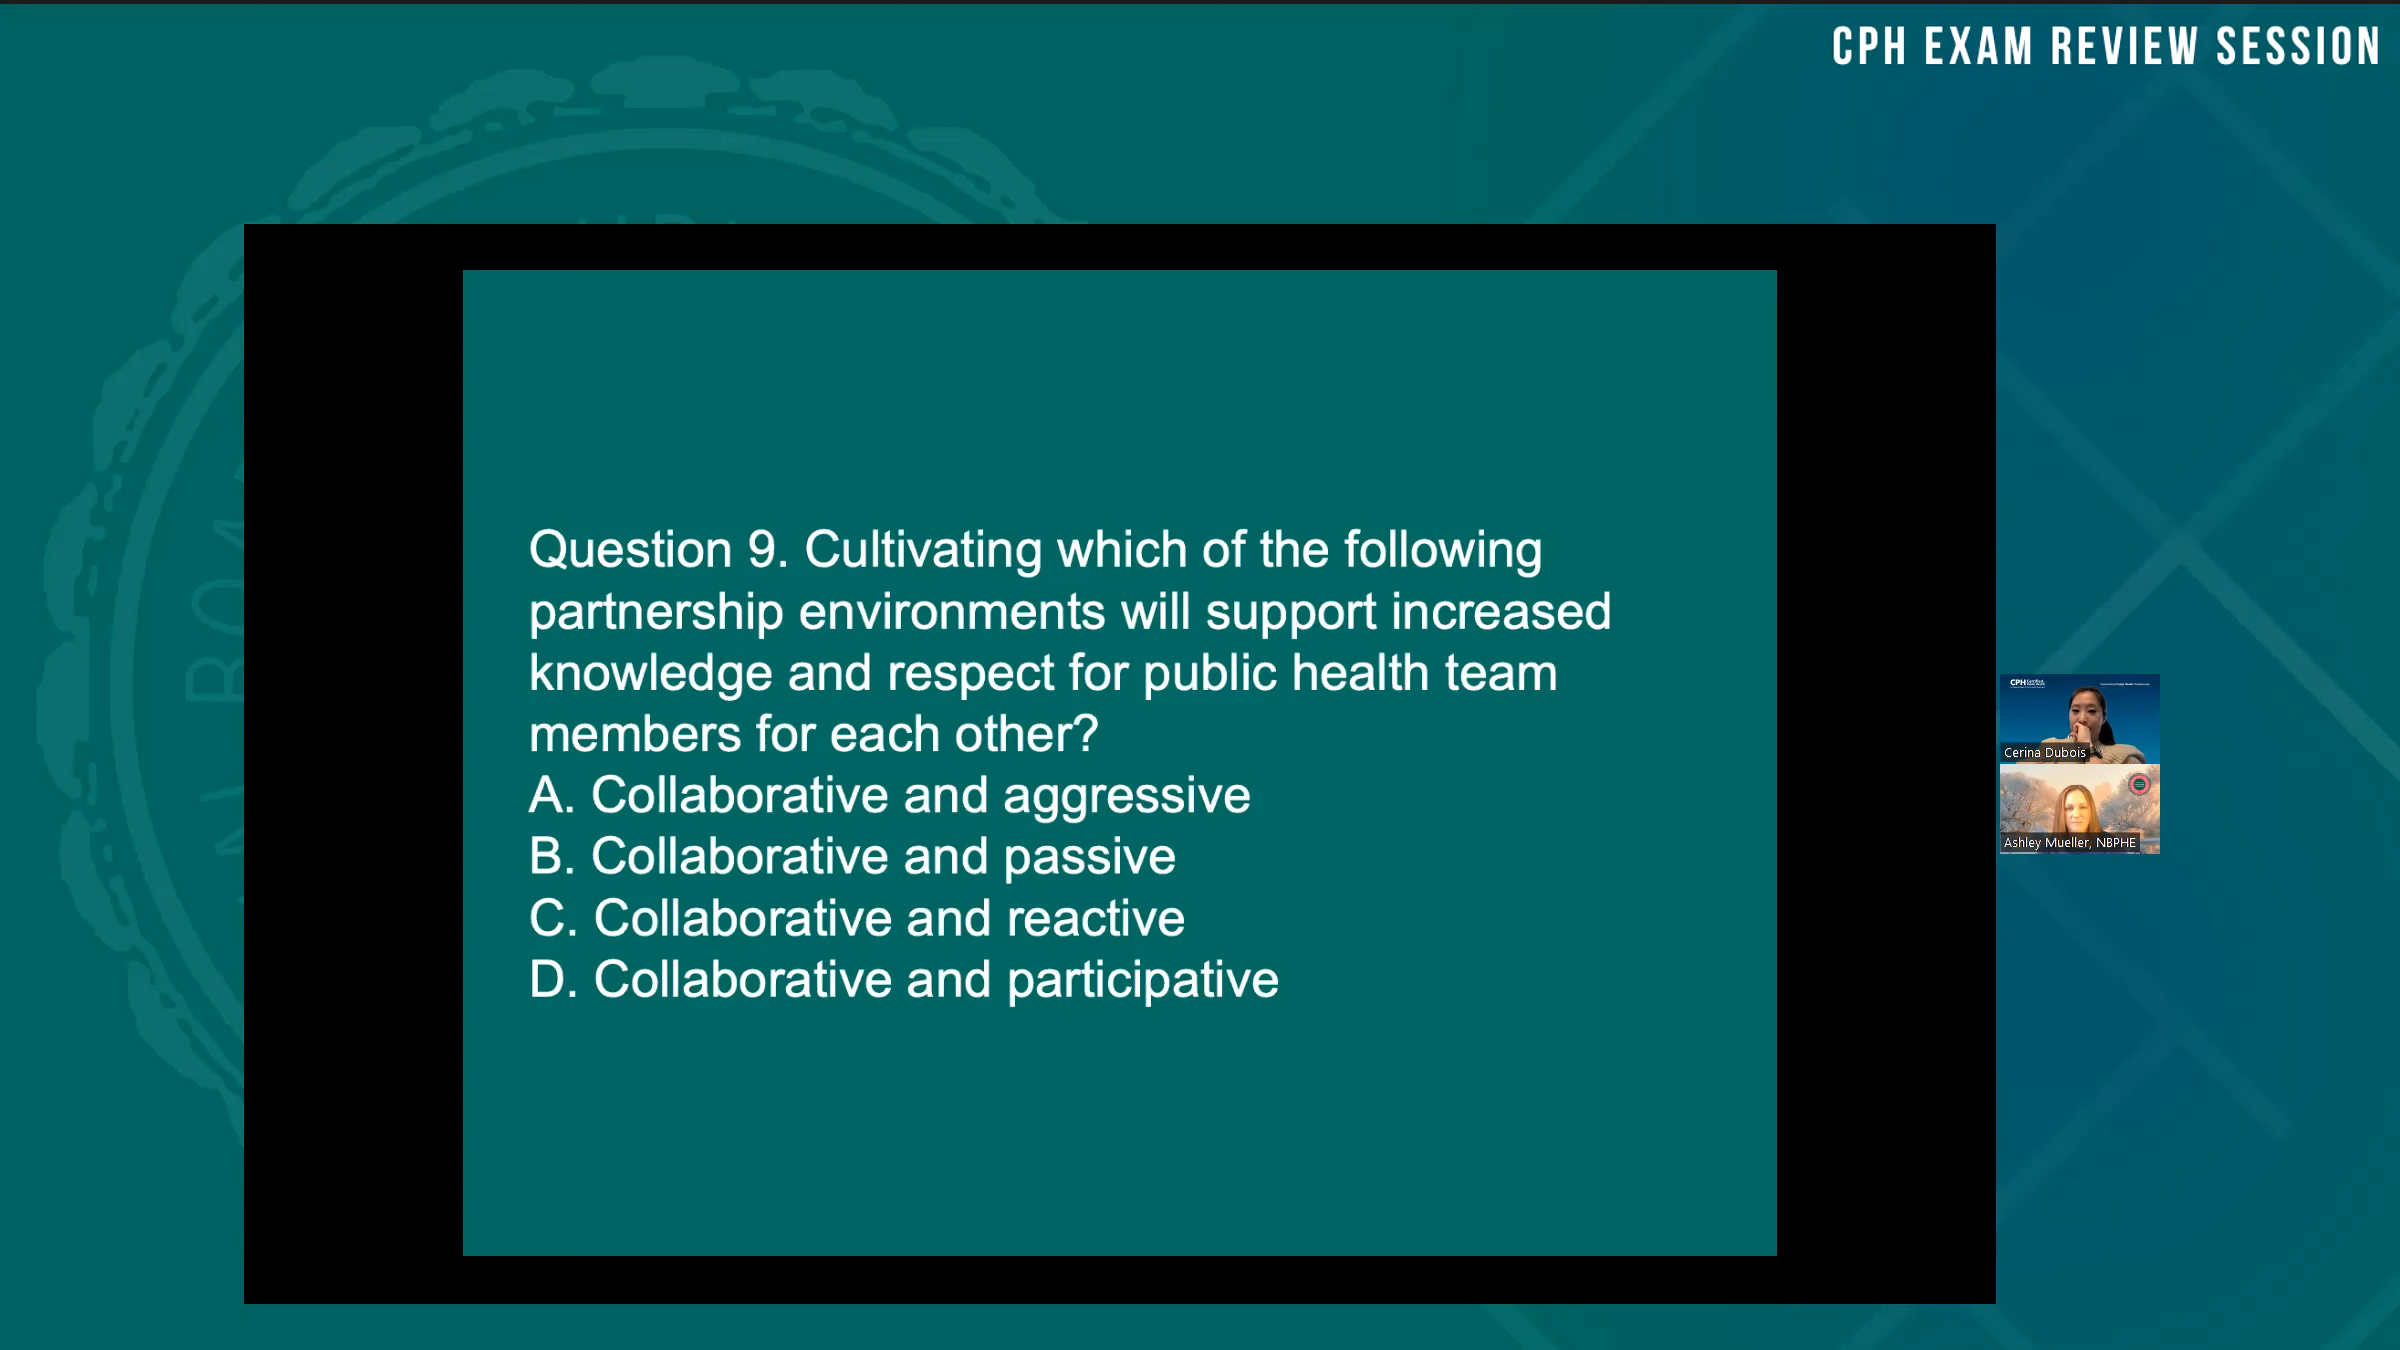 CPH EXAM REVIEW SESSION
Question 9. Cultivating which of the following
partnership environments will support increased
knowledge and respect for public health team
members for each other?
A. Collaborative and aggressive
B. Collaborative and passive
C. Collaborative and reactive
D. Collaborative and participative
CPH
Cerina Dubois
Ashley Mueller, NBPHE